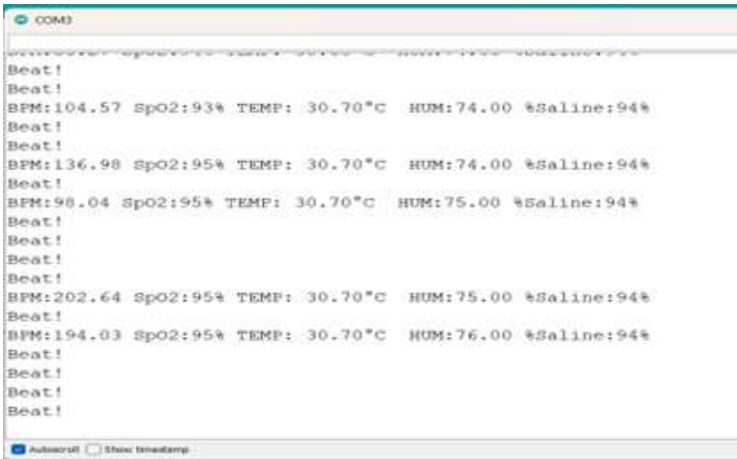 COM3
Beat!
Beat!
BPM:104.57 SpO2:93% TEMP: 30.70°C HUM:74.00 %Saline:94%
Beat!
Beat!
BPM:136.98 SpO2:95% TEMP: 30.70°C HUM:74.00 %Saline:94%
Beat!
BPM:98.04 SpO2:95% TEMP: 30.70°C HUM:75.00 %Saline:94%
Beat!
Beat!
Beat!
Beat!
BPM:202.64 SpO2:95% TEMP: 30.70°C HUM:75.00 %Saline:94%
Beat!
BPM:194.03 SpO2:95% TEMP: 30.70°C HUM:76.00 %Saline:94%
Beat!
Beat!
Beat!
Beat!
Autoscroll Show timestamp